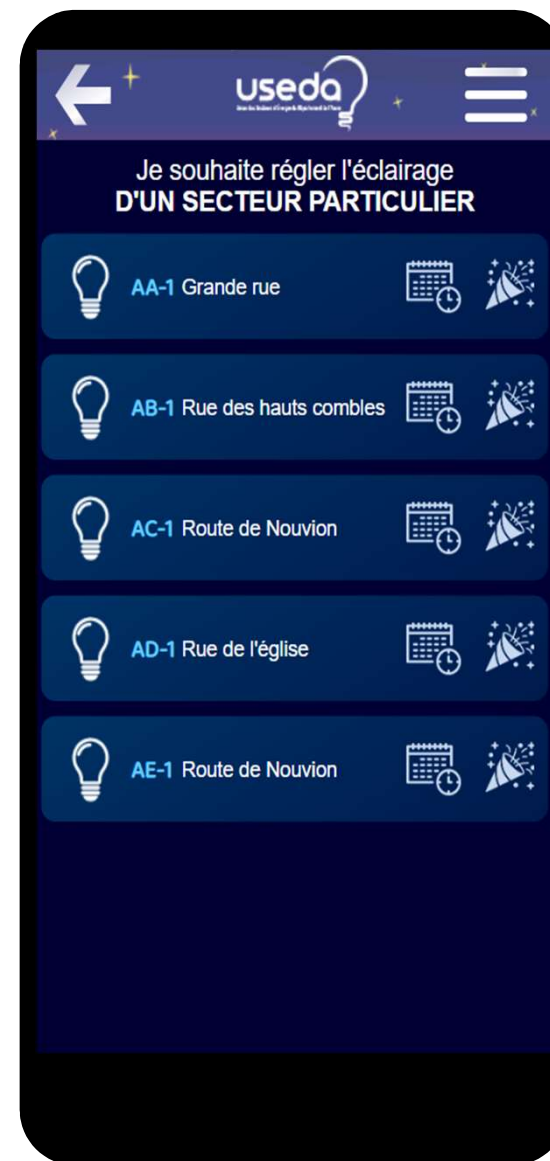 useda
Je souhaite régler l'éclairage
D'UN SECTEUR PARTICULIER
AA-1 Grande rue
AB-1 Rue des hauts combles
AC-1 Route de Nouvion
AD-1 Rue de l'église
AE-1 Route de Nouvion